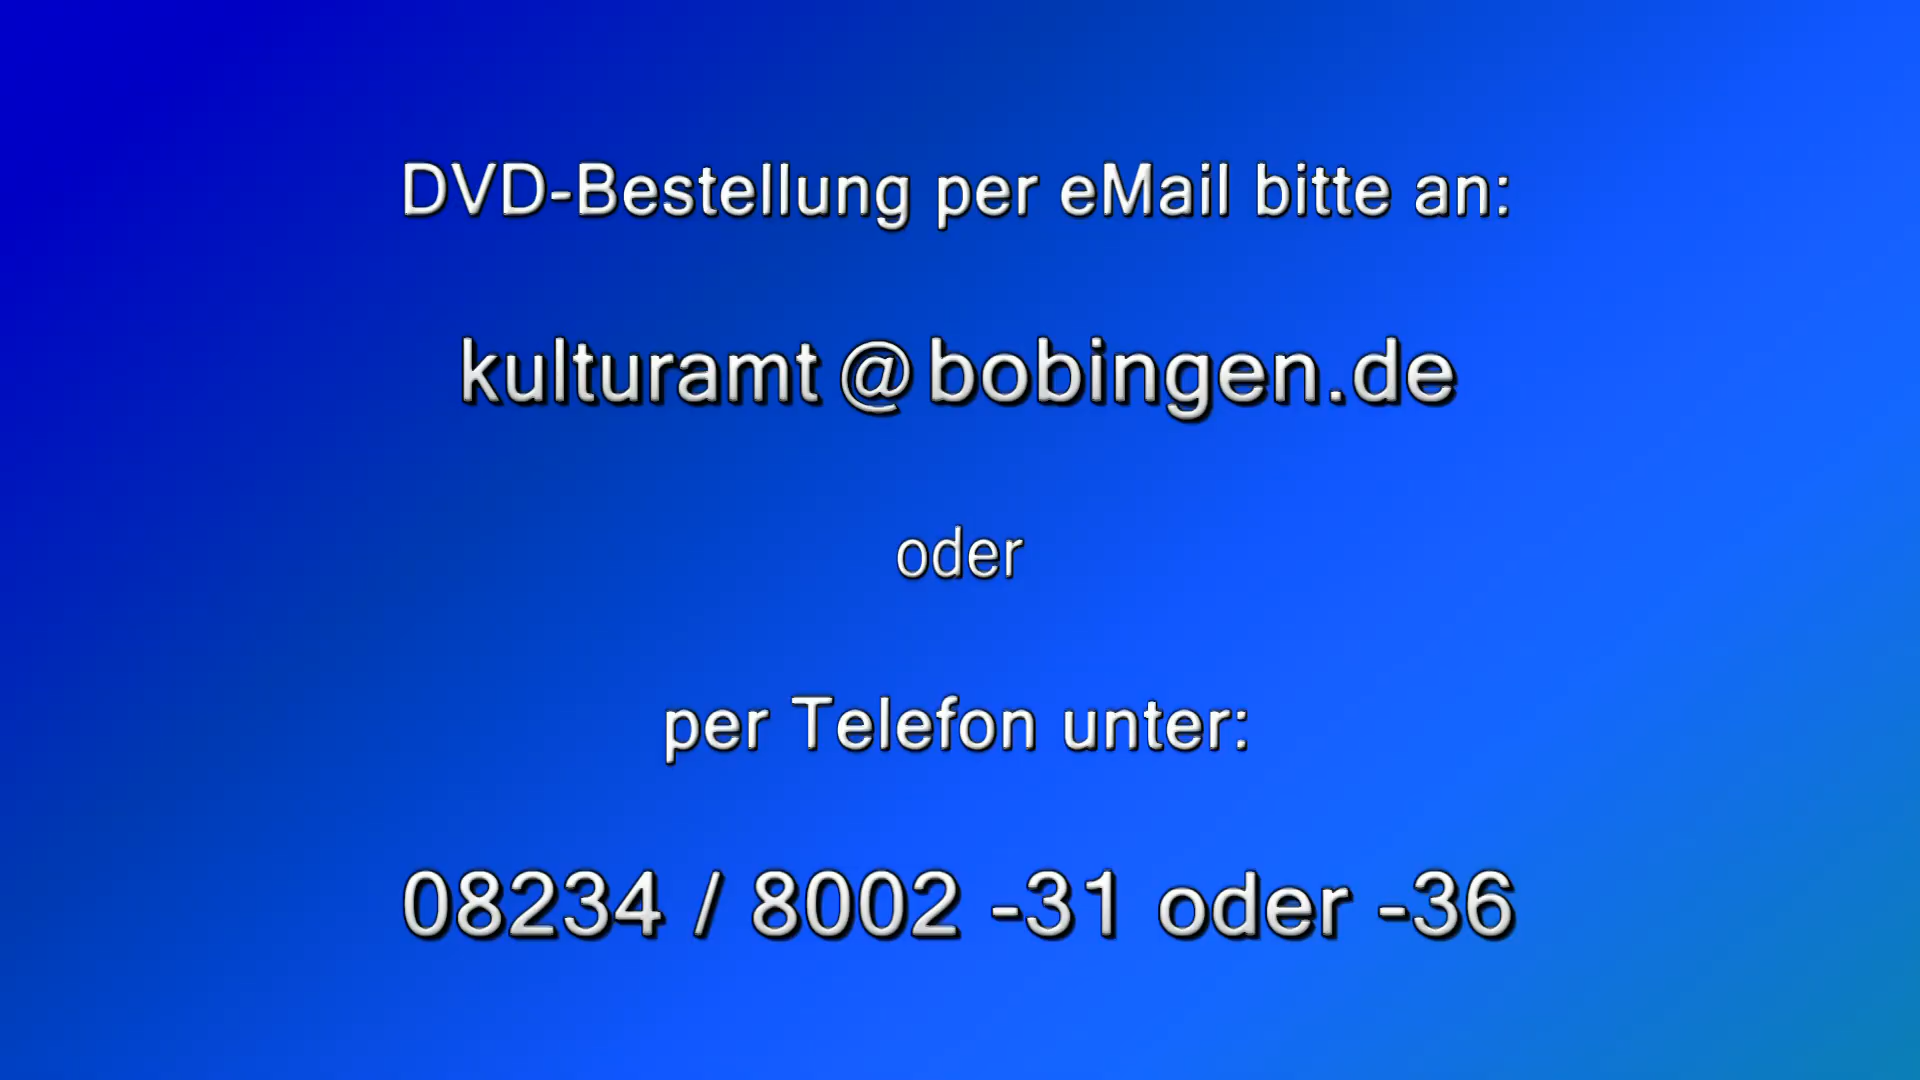 DVD-Bestellung per eMail bitte an:
kulturamt@bobingen.de
oder
per Telefon unter:
08234 / 8002 -31 oder -36